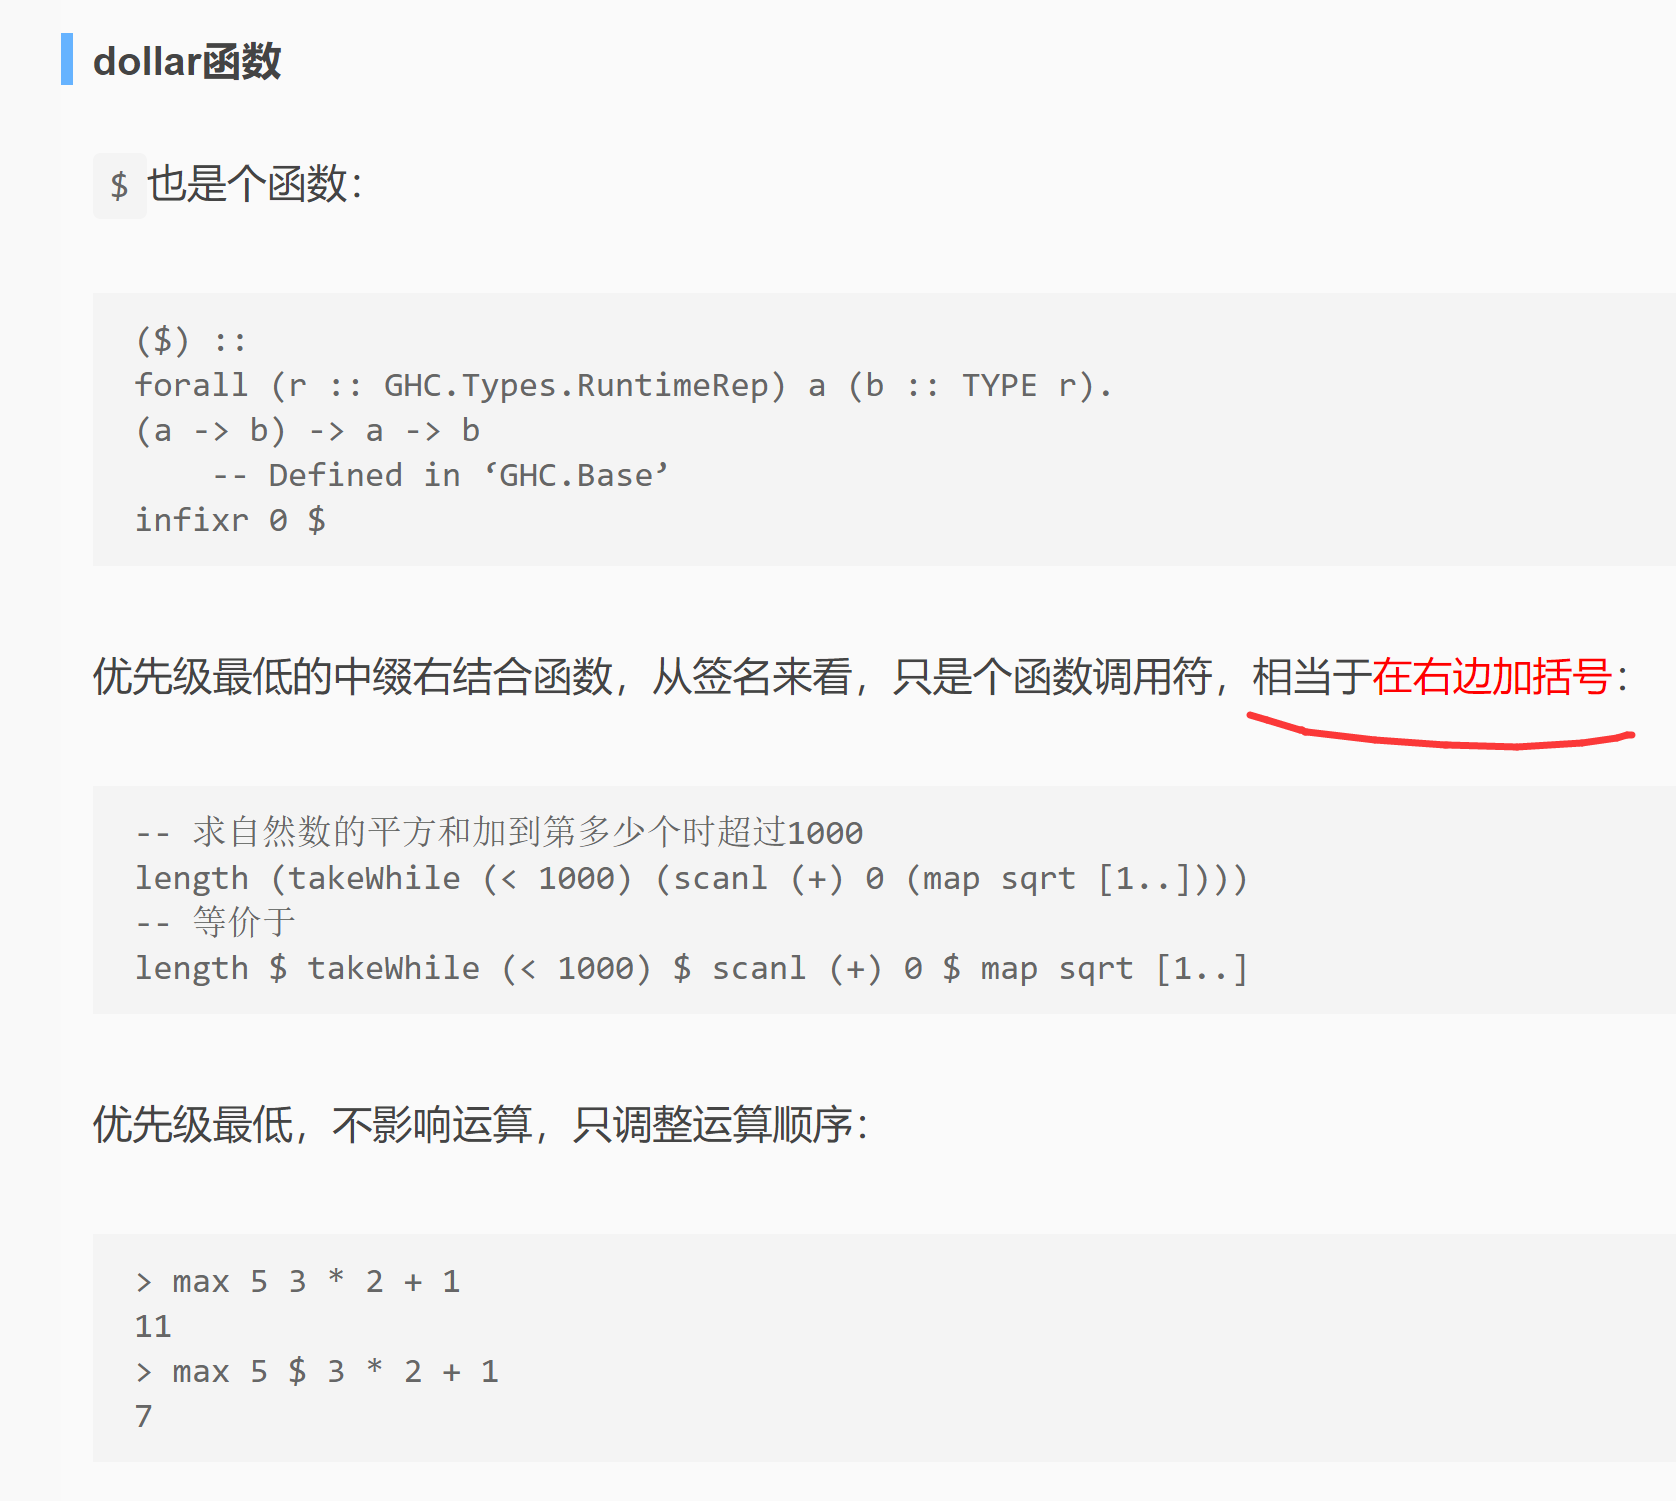 dollar函数
$ 也是个函数：
($) ::
forall (r :: GHC.Types.RuntimeRep) a (b :: TYPE r).
(a -> b) -> a -> b
    -- Defined in ‘GHC.Base’
infixr 0 $
优先级最低的中缀右结合函数，从签名来看，只是个函数调用符，相当于在右边加括号：
-- 求自然数的平方和加到第多少个时超过1000
length (takeWhile (< 1000) (scanl (+) 0 (map sqrt [1..])))
-- 等价于
length $ takeWhile (< 1000) $ scanl (+) 0 $ map sqrt [1..]
优先级最低，不影响运算，只调整运算顺序：
> max 5 3 * 2 + 1
11
> max 5 $ 3 * 2 + 1
7